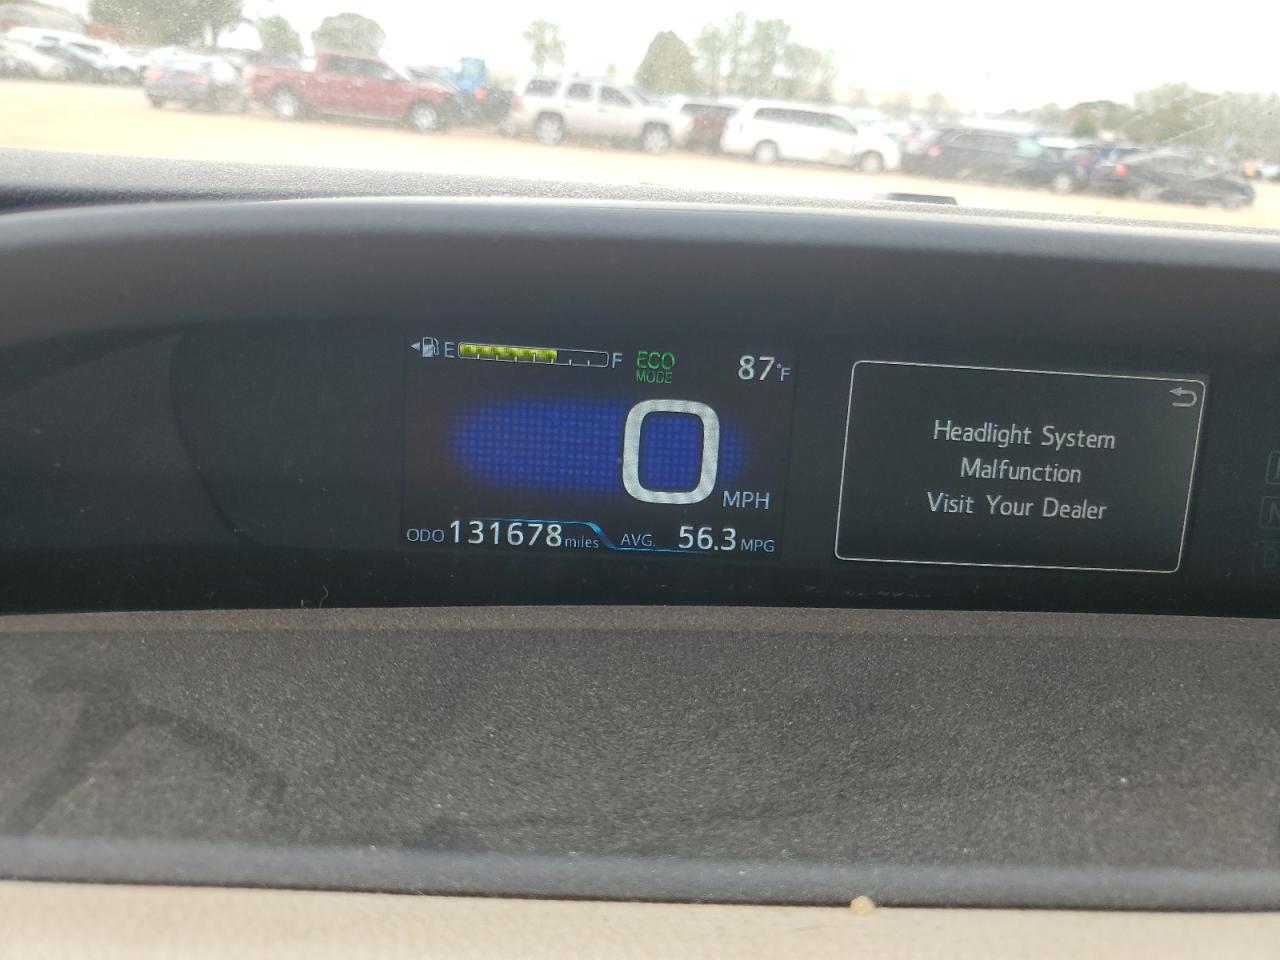 E F ECO MODE 87°F
0 MPH
ODO 131678 miles AVG. 56.3 MPG
Headlight System
Malfunction
Visit Your Dealer